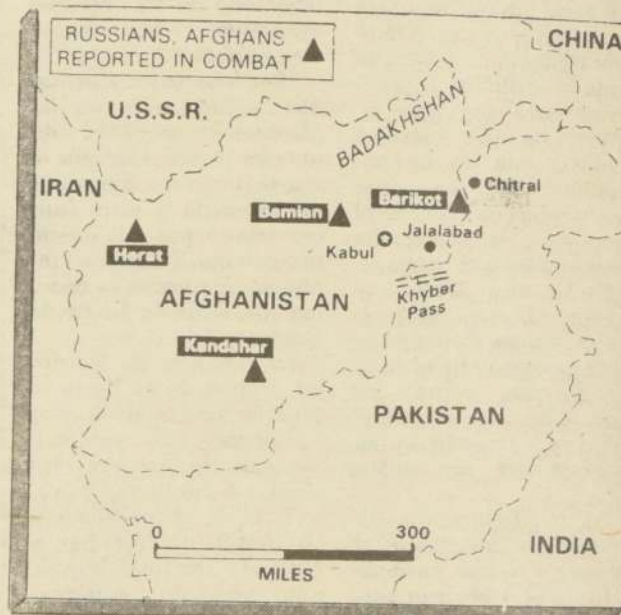 RUSSIANS, AFGHANS
REPORTED IN COMBAT
CHINA
U.S.S.R.
BADAKHSHAN
IRAN
Chitral
Barikot
Bamian
Jalalabad
Kabul
Herat
Khyber
Pass
AFGHANISTAN
Kandahar
PAKISTAN
0 300
MILES
INDIA